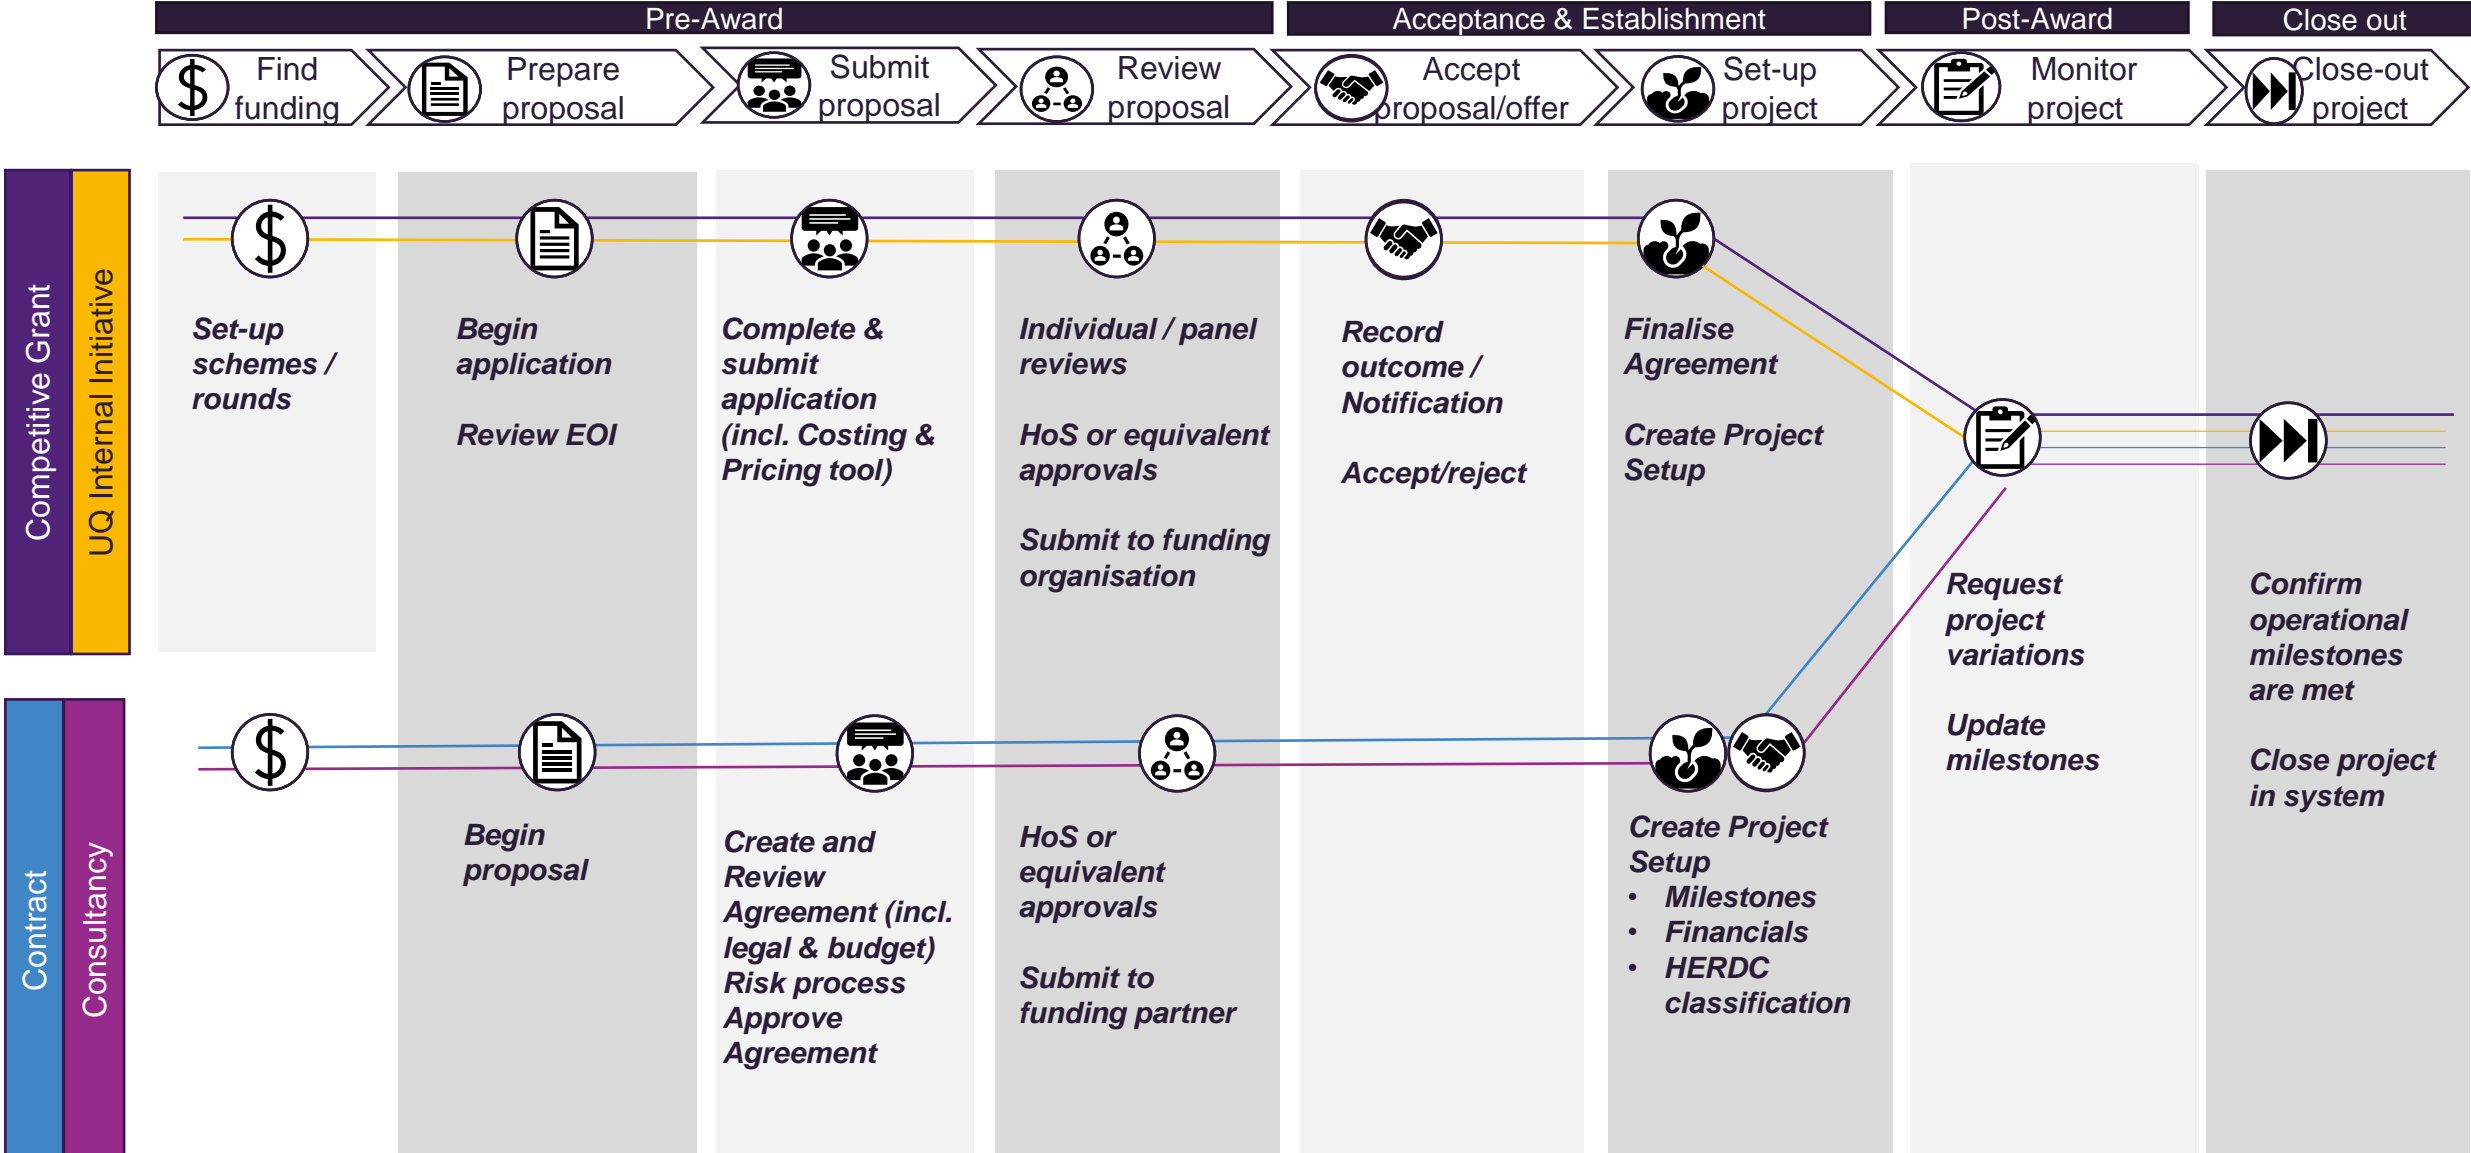 Pre-Award
Acceptance & Establishment
Post-Award
Close out
Find
funding
Prepare
proposal
Submit
proposal
Review
proposal
Accept
proposal/offer
Set-up
project
Monitor
project
Close-out
project
Competitive Grant
UQ Internal Initiative
Set-up
schemes /
rounds
Begin
application
Review EOI
Complete &
submit
application
(incl. Costing &
Pricing tool)
Individual / panel
reviews
HoS or equivalent
approvals
Submit to funding
organisation
Record
outcome /
Notification
Accept/reject
Finalise
Agreement
Create Project
Setup
Request
project
variations
Update
milestones
Confirm
operational
milestones
are met
Close project
in system
Contract
Consultancy
Begin
proposal
Create and
Review
Agreement (incl.
legal & budget)
Risk process
Approve
Agreement
HoS or
equivalent
approvals
Submit to
funding partner
Create Project
Setup
• Milestones
• Financials
• HERDC
classification